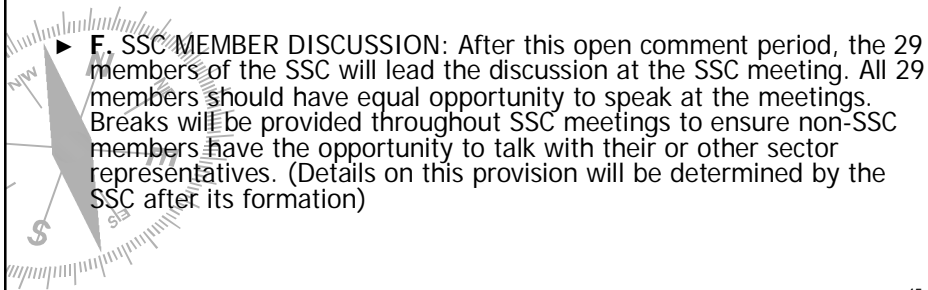 ► F. SSC MEMBER DISCUSSION: After this open comment period, the 29
members of the SSC will lead the discussion at the SSC meeting. All 29
members should have equal opportunity to speak at the meetings.
Breaks will be provided throughout SSC meetings to ensure non-SSC
members have the opportunity to talk with their or other sector
representatives. (Details on this provision will be determined by the
SSC after its formation)
NW
N
E
S